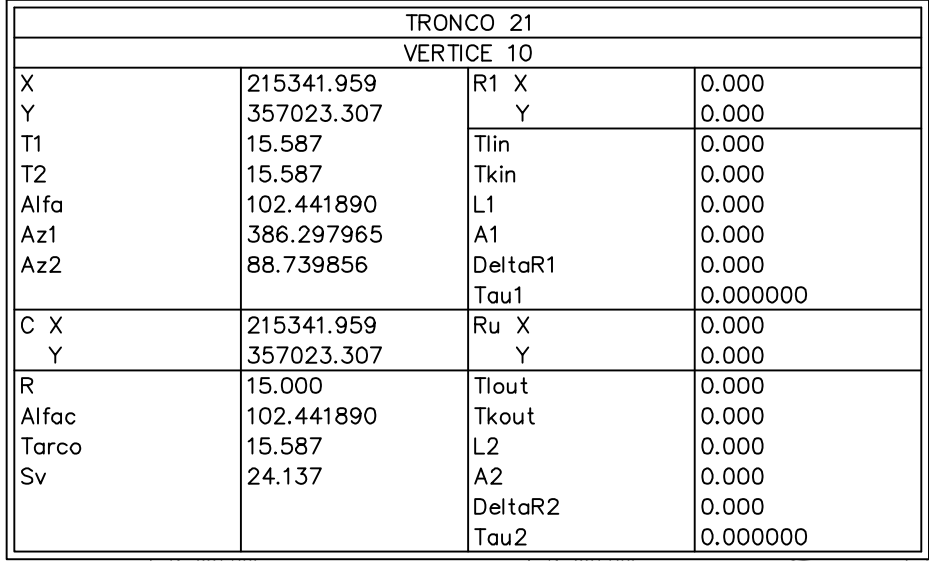 TRONCO 21
VERTICE 10
X 215341.959 R1 X 0.000
Y 357023.307 Y 0.000
T1 15.587 Tlin 0.000
T2 15.587 Tkin 0.000
Alfa 102.441890 L1 0.000
Az1 386.297965 A1 0.000
Az2 88.739856 DeltaR1 0.000
Tau1 0.000000
C X 215341.959 Ru X 0.000
Y 357023.307 Y 0.000
R 15.000 Tlout 0.000
Alfac 102.441890 Tkout 0.000
Tarco 15.587 L2 0.000
Sv 24.137 A2 0.000
DeltaR2 0.000
Tau2 0.000000